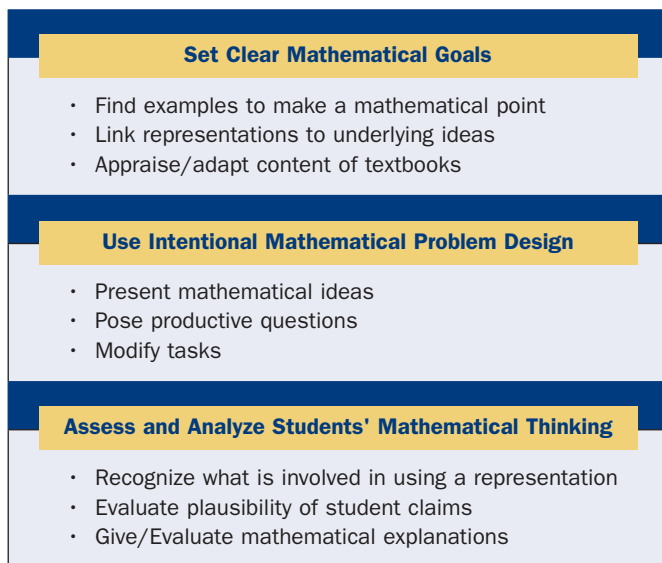 Set Clear Mathematical Goals
· Find examples to make a mathematical point
· Link representations to underlying ideas
· Appraise/adapt content of textbooks
Use Intentional Mathematical Problem Design
· Present mathematical ideas
· Pose productive questions
· Modify tasks
Assess and Analyze Students' Mathematical Thinking
· Recognize what is involved in using a representation
· Evaluate plausibility of student claims
· Give/Evaluate mathematical explanations